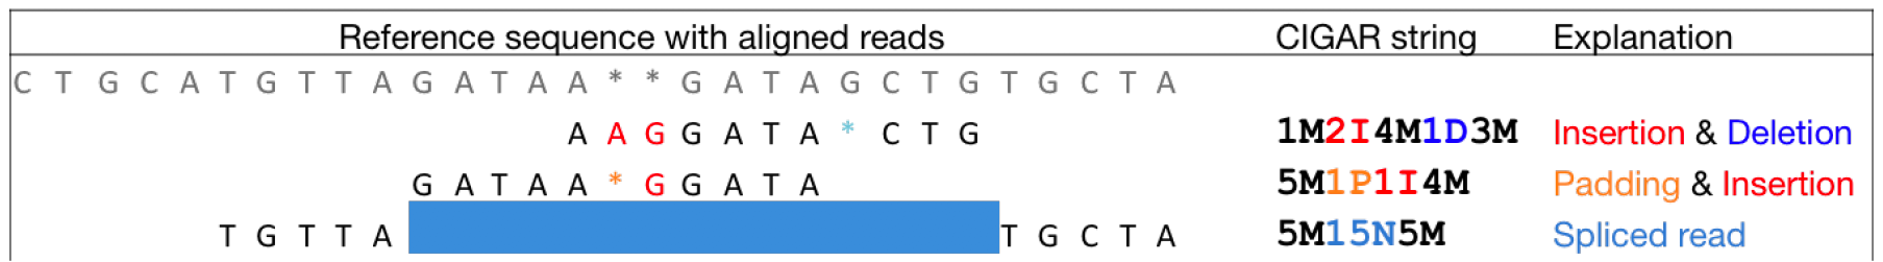 Reference sequence with aligned reads CIGAR string Explanation
C T G C A T G T T A G A T A A * * G A T A G C T G T G C T A
A A G G A T A * C T G 1M2I4M1D3M Insertion & Deletion
G A T A A * G G A T A 5M1P1I4M Padding & Insertion
T G T T A T G C T A 5M15N5M Spliced read